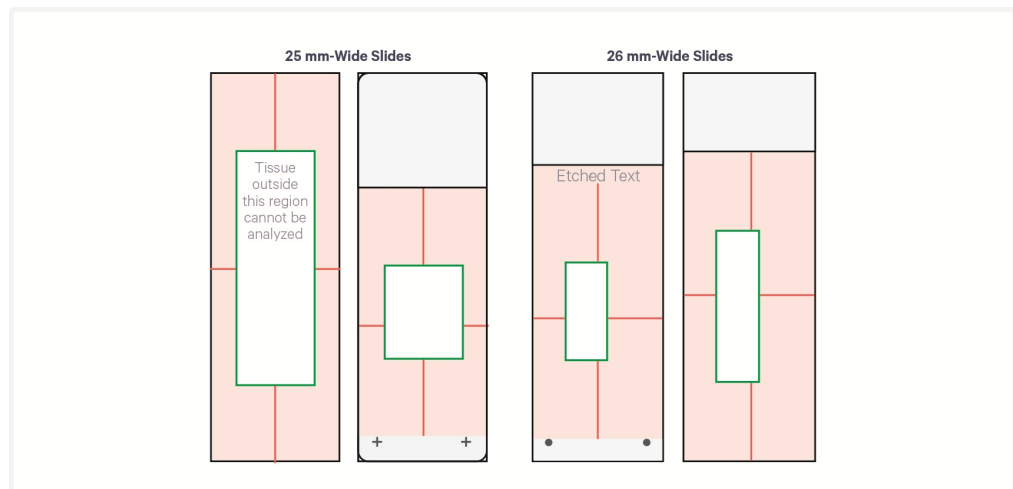 25 mm-Wide Slides
26 mm-Wide Slides
Tissue
outside
this region
cannot be
analyzed
Etched Text